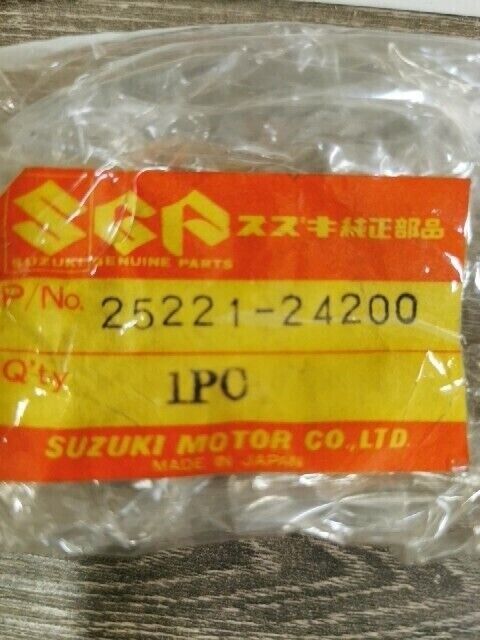 SGP スズキ純正部品
SUZUKI GENUINE PARTS
P/No. 25221-24200
Q'ty 1PC
SUZUKI MOTOR CO.,LTD.
MADE IN JAPAN